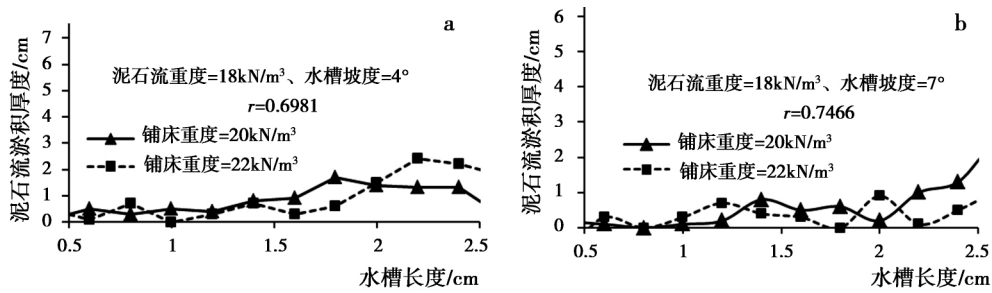 a
7
6
5
4
3
2
1
0
泥石流淤积厚度/cm
泥石流重度=18kN/m³、水槽坡度=4°
r=0.6981
铺床重度=20kN/m³
铺床重度=22kN/m³
0.5 1 1.5 2 2.5
水槽长度/cm
b
6
5
4
3
2
1
0
泥石流淤积厚度/cm
泥石流重度=18kN/m³、水槽坡度=7°
r=0.7466
铺床重度=20kN/m³
铺床重度=22kN/m³
0.5 1 1.5 2 2.5
水槽长度/cm